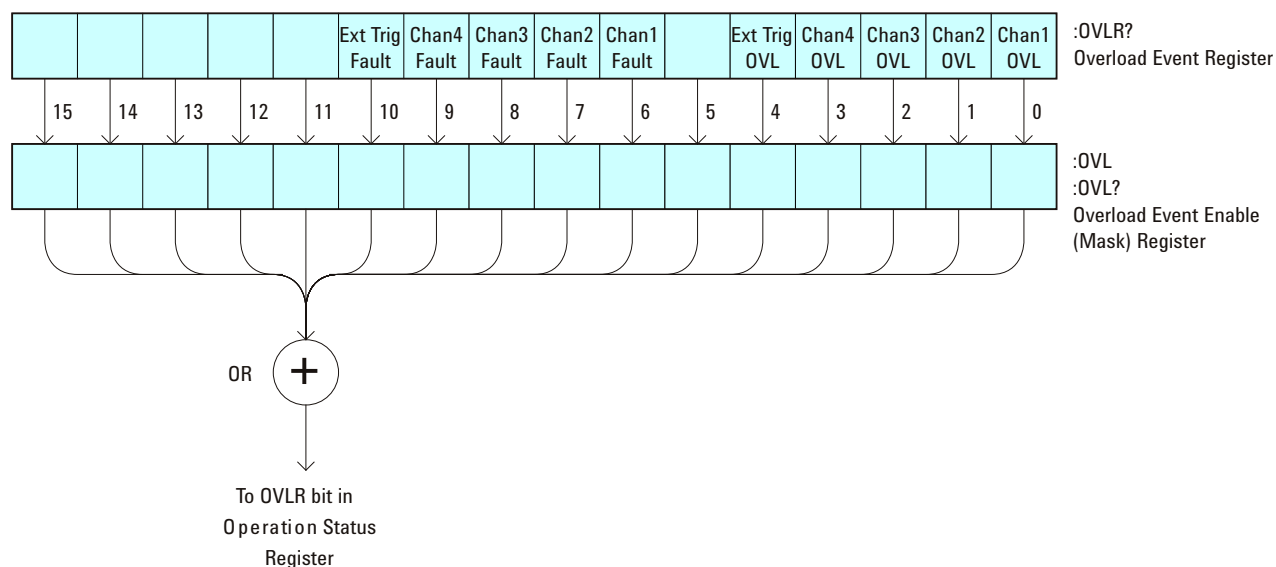 Ext Trig Fault
Chan4 Fault
Chan3 Fault
Chan2 Fault
Chan1 Fault
Ext Trig OVL
Chan4 OVL
Chan3 OVL
Chan2 OVL
Chan1 OVL
:OVLR?
Overload Event Register
15 14 13 12 11 10 9 8 7 6 5 4 3 2 1 0
:OVL
:OVL?
Overload Event Enable
(Mask) Register
OR
+
To OVLR bit in
Operation Status
Register